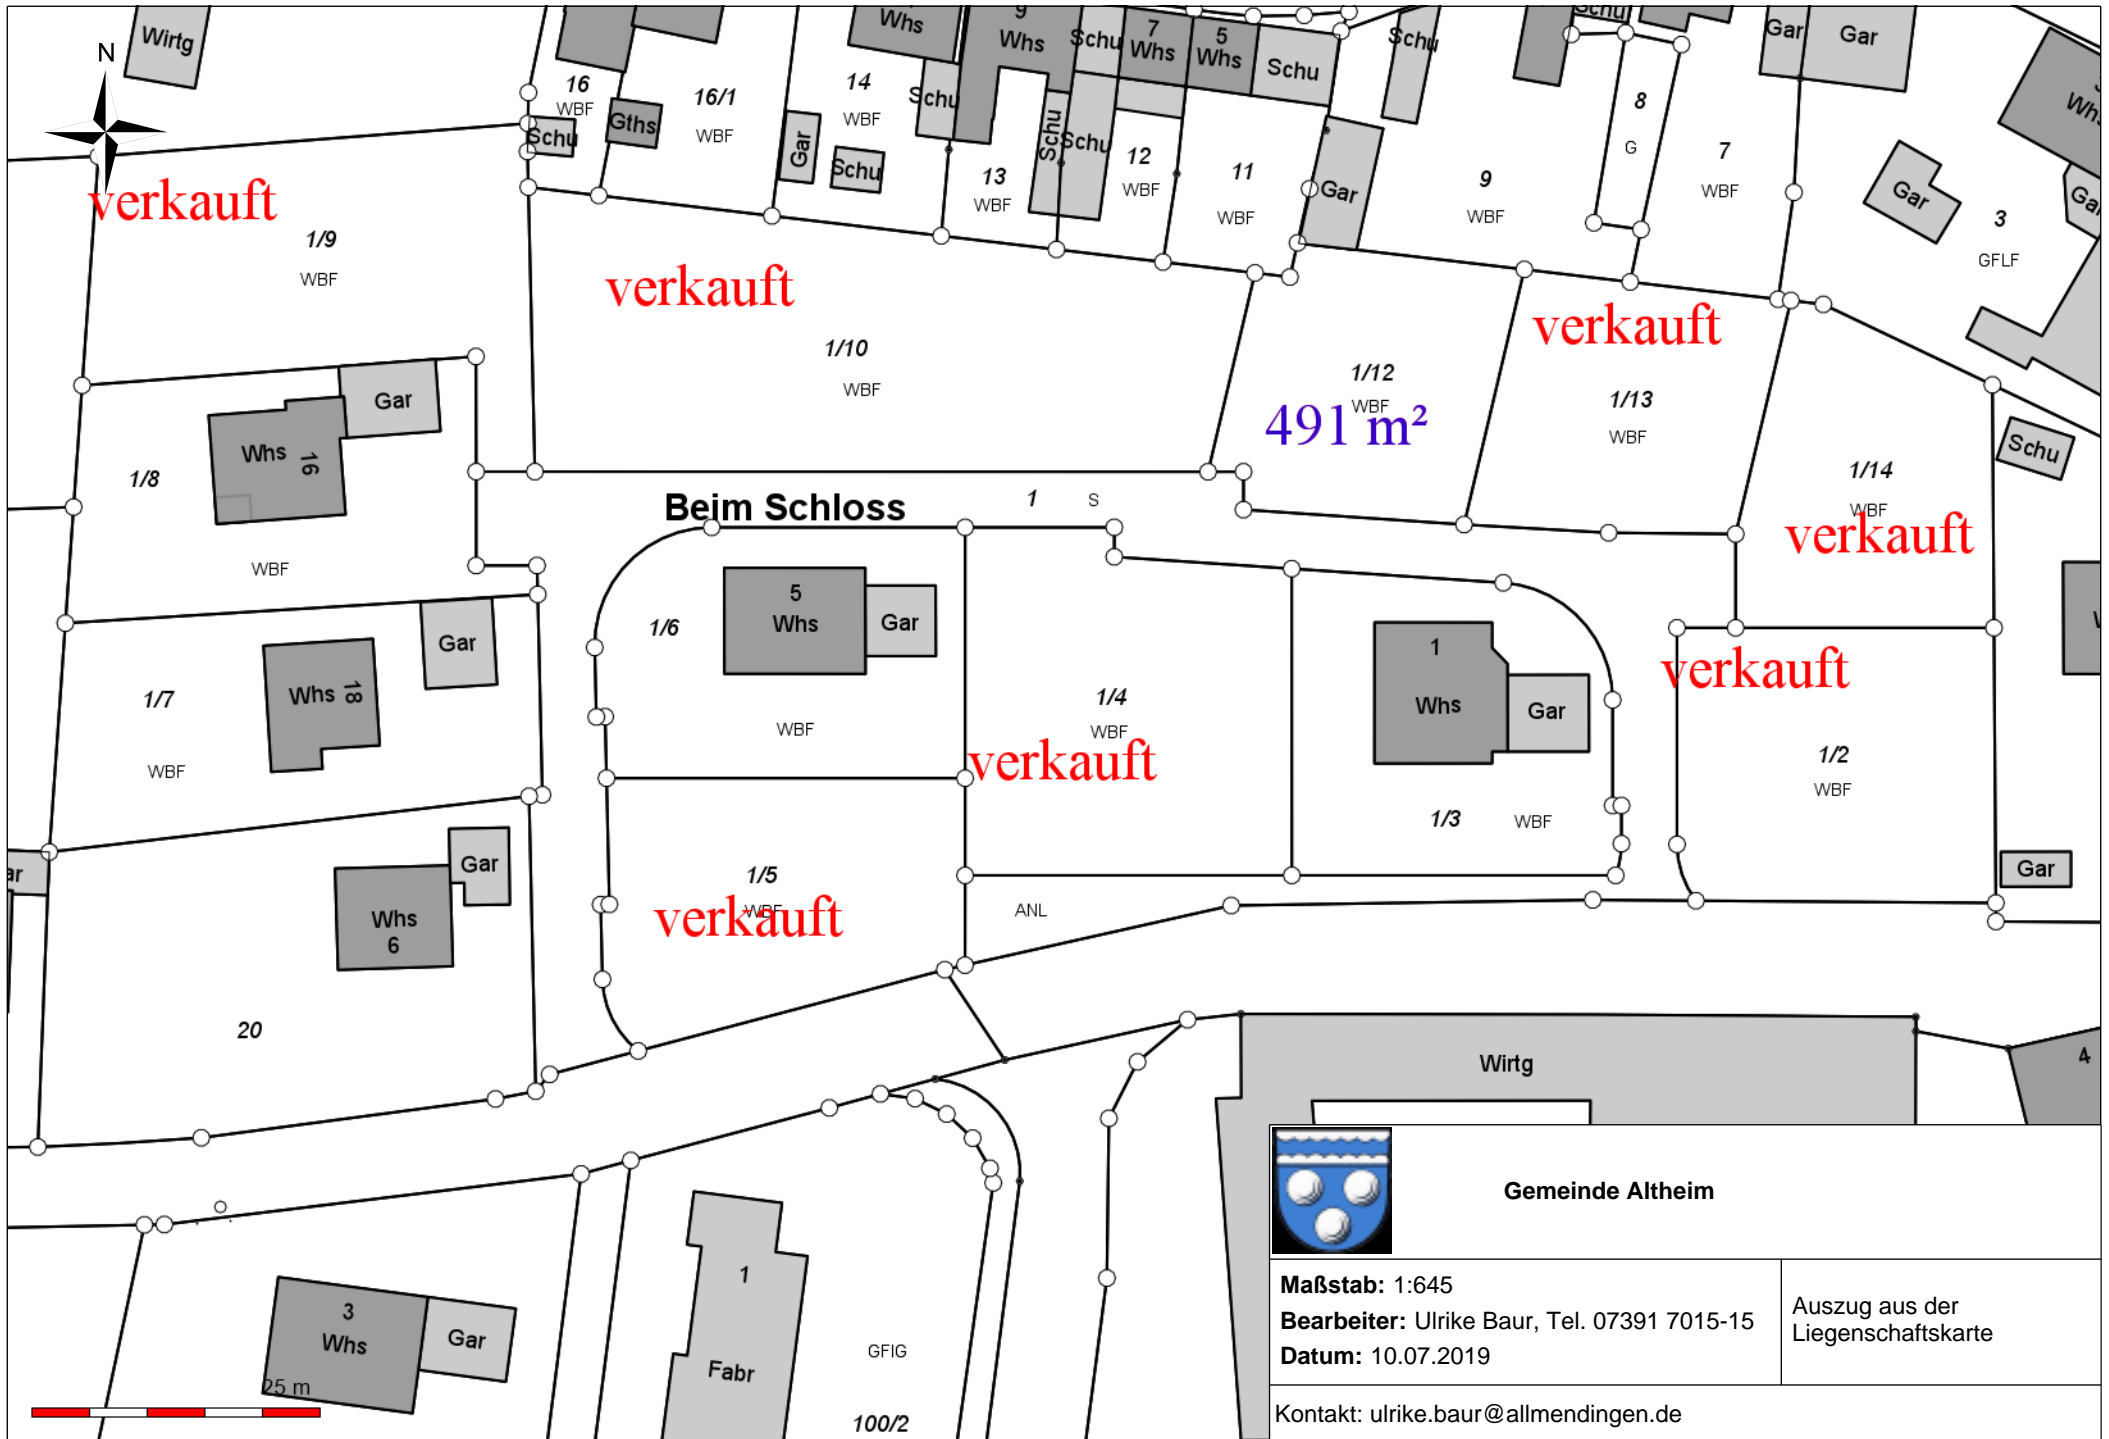 Wirtg
N
Whs
9
Whs
Schu
7
Whs
5
Whs
Schu
Schu
Schu
Gar
Gar
16
WBF
Schu
Gths
16/1
WBF
14
WBF
Schu
Gar
Schu
13
WBF
Schu
Schu
12
WBF
11
WBF
Gar
9
WBF
8
G
7
WBF
Gar
3
GFLF
verkauft
1/9
WBF
verkauft
1/10
WBF
verkauft
1/12
WBF
491 m²
1/13
WBF
1/14
WBF
verkauft
Schu
Gar
Whs
16
1/8
WBF
Beim Schloss
1
S
1/6
5
Whs
Gar
WBF
1/4
WBF
verkauft
1
Whs
Gar
1/3
WBF
verkauft
1/2
WBF
Gar
Whs
18
1/7
WBF
Gar
Whs
6
20
1/5
WBF
verkauft
ANL
Gar
Wirtg
4
3
Whs
Gar
25 m
1
Fabr
GFIG
100/2
Gemeinde Altheim
Maßstab: 1:645
Bearbeiter: Ulrike Baur, Tel. 07391 7015-15
Datum: 10.07.2019
Auszug aus der
Liegenschaftskarte
Kontakt: ulrike.baur@allmendingen.de